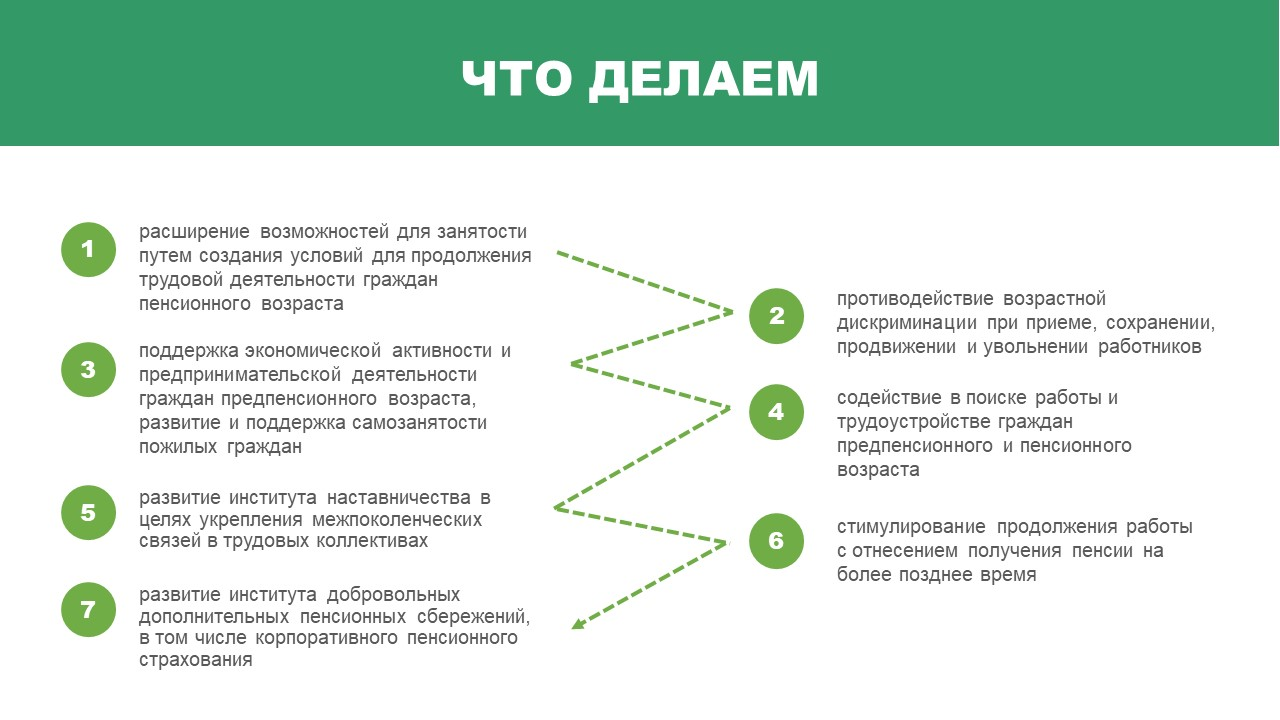 ЧТО ДЕЛАЕМ
1
расширение возможностей для занятости
путем создания условий для продолжения
трудовой деятельности граждан
пенсионного возраста
2
противодействие возрастной
дискриминации при приеме, сохранении,
продвижении и увольнении работников
3
поддержка экономической активности и
предпринимательской деятельности
граждан предпенсионного возраста,
развитие и поддержка самозанятости
пожилых граждан
4
содействие в поиске работы и
трудоустройстве граждан
предпенсионного и пенсионного
возраста
5
развитие института наставничества в
целях укрепления межпоколенческих
связей в трудовых коллективах
6
стимулирование продолжения работы
с отнесением получения пенсии на
более позднее время
7
развитие института добровольных
дополнительных пенсионных сбережений,
в том числе корпоративного пенсионного
страхования